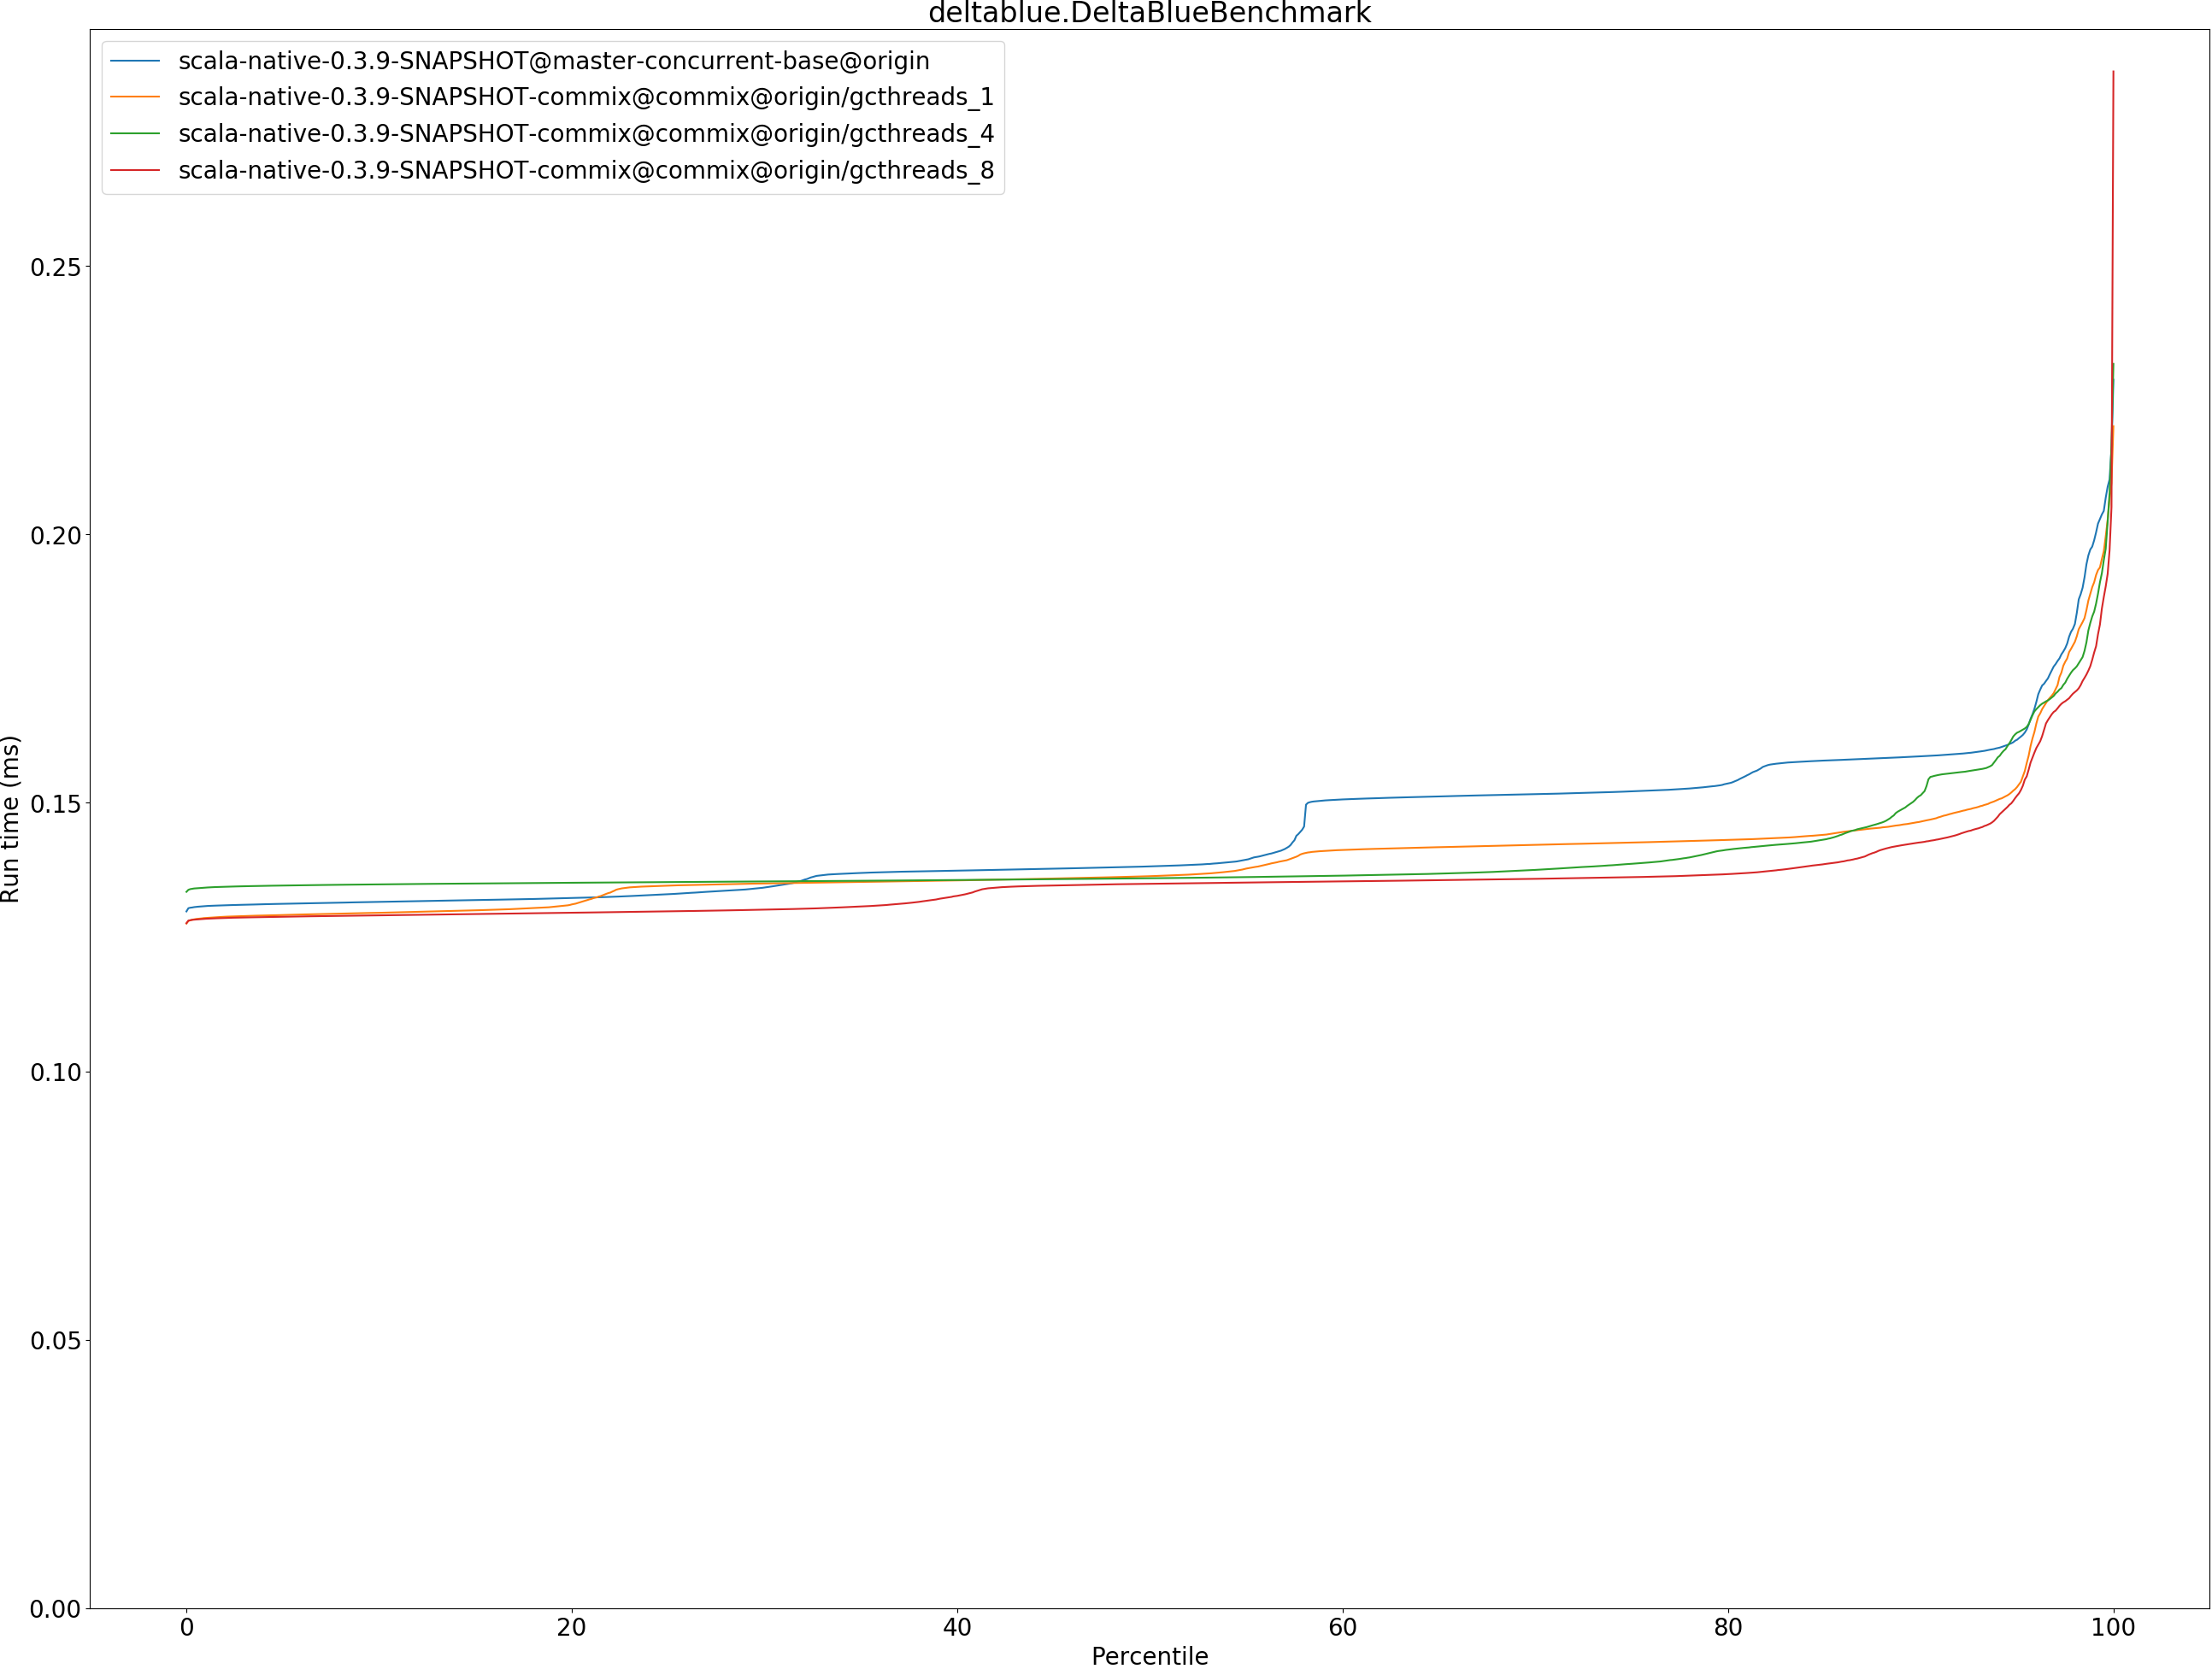 deltablue.DeltaBlueBenchmark
scala-native-0.3.9-SNAPSHOT@master-concurrent-base@origin
scala-native-0.3.9-SNAPSHOT-commix@commix@origin/gcthreads_1
scala-native-0.3.9-SNAPSHOT-commix@commix@origin/gcthreads_4
scala-native-0.3.9-SNAPSHOT-commix@commix@origin/gcthreads_8
0.25
0.20
0.15
0.10
0.05
0.00
Run time (ms)
0 20 40 60 80 100
Percentile